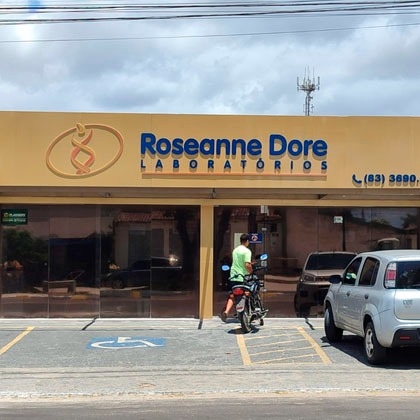 Roseanne Dore
LABORATÓRIOS
(83) 3690.